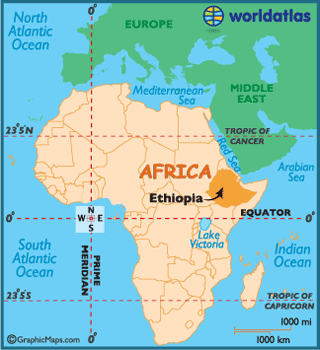 0°
North
Atlantic
Ocean
EUROPE
worldatlas
Mediterranean
Sea
MIDDLE
EAST
23°5'N
TROPIC OF
CANCER
Red Sea
AFRICA
Arabian
Sea
Ethiopia
EQUATOR
0°
0°
N
W E
S
Lake
Victoria
South
Atlantic
Ocean
PRIME
MERIDIAN
Indian
Ocean
23°5S
TROPIC OF
CAPRICORN
1000 mi
1000 km
©GraphicMaps.com
0°